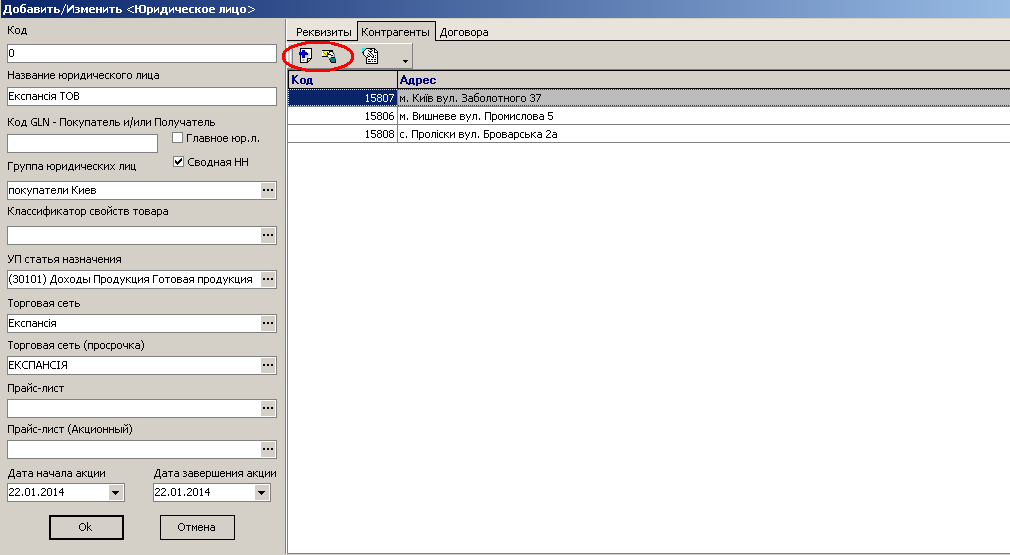 Добавить/Изменить <Юридическое лицо>
Код
0
Название юридического лица
Експансія ТОВ
Код GLN - Покупатель и/или Получатель
Главное юр.л.
Сводная НН
Группа юридических лиц
покупатели Киев
Классификатор свойств товара
УП статья назначения
(30101) Доходы Продукция Готовая продукция
Торговая сеть
Експансія
Торговая сеть (просрочка)
ЕКСПАНСІЯ
Прайс-лист
Прайс-лист (Акционный)
Дата начала акции Дата завершения акции
22.01.2014 22.01.2014
Ok Отмена
Реквизиты Контрагенты Договора
Код Адрес
15807 м. Київ вул. Заболотного 37
15806 м. Вишневе вул. Промислова 5
15808 с. Проліски вул. Броварська 2а